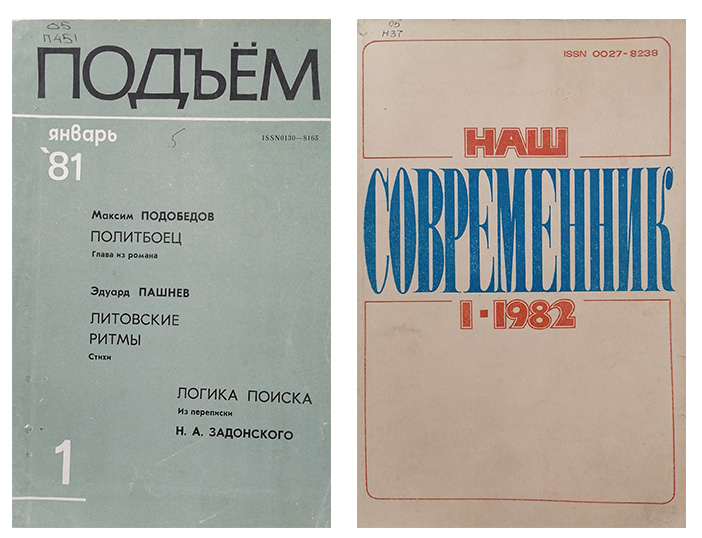 05
П451
ПОДЪЁМ
январь
'81
5
ISSN0130—8165
Максим ПОДОБЕДОВ
ПОЛИТБОЕЦ
Глава из романа
Эдуард ПАШНЕВ
ЛИТОВСКИЕ
РИТМЫ
Стихи
ЛОГИКА ПОИСКА
Из переписки
Н. А. ЗАДОНСКОГО
1
05
Н37
ISSN 0027-8238
НАШ
СОВРЕМЕННИК
1·1982